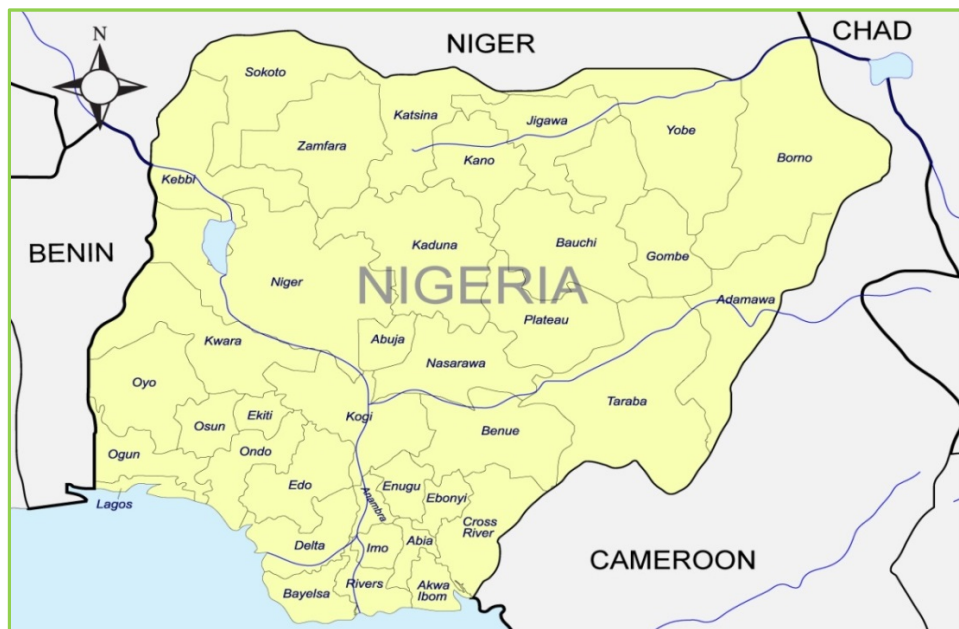 N
NIGER
CHAD
Sokoto
Katsina
Jigawa
Yobe
Zamfara
Kano
Borno
Kebbi
BENIN
Kaduna
Bauchi
Gombe
Niger
NIGERIA
Adamawa
Plateau
Abuja
Kwara
Nasarawa
Oyo
Taraba
Kogi
Ekiti
Osun
Benue
Ogun
Ondo
Edo
Enugu
Anambra
Ebonyi
Lagos
Cross
River
Delta
Imo
Abia
CAMEROON
Rivers
Bayelsa
Akwa
Ibom